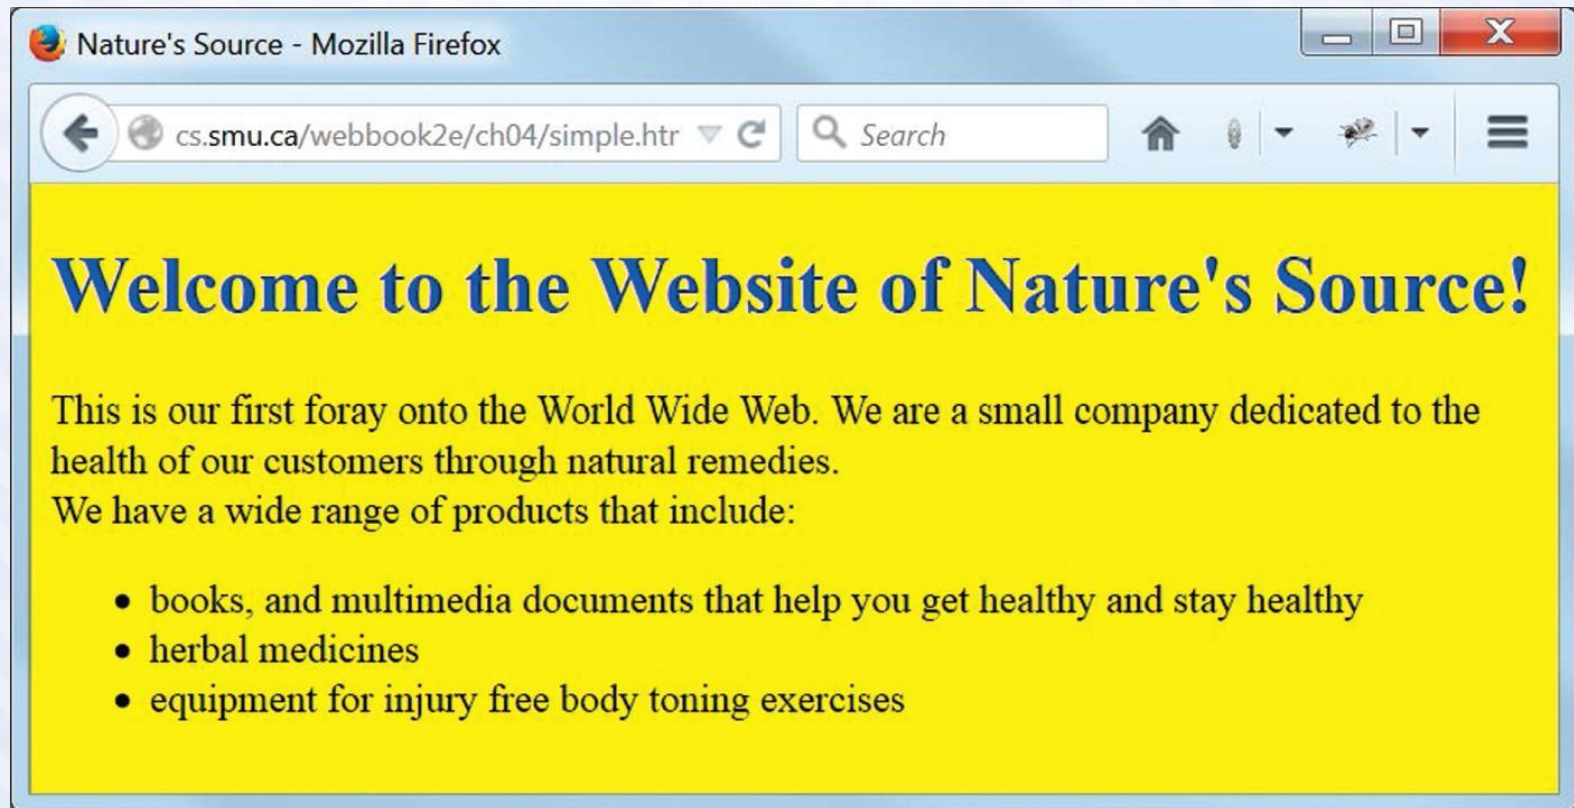 Nature's Source - Mozilla Firefox
cs.smu.ca/webbook2e/ch04/simple.htr
Search
Welcome to the Website of Nature's Source!
This is our first foray onto the World Wide Web. We are a small company dedicated to the
health of our customers through natural remedies.
We have a wide range of products that include:
• books, and multimedia documents that help you get healthy and stay healthy
• herbal medicines
• equipment for injury free body toning exercises